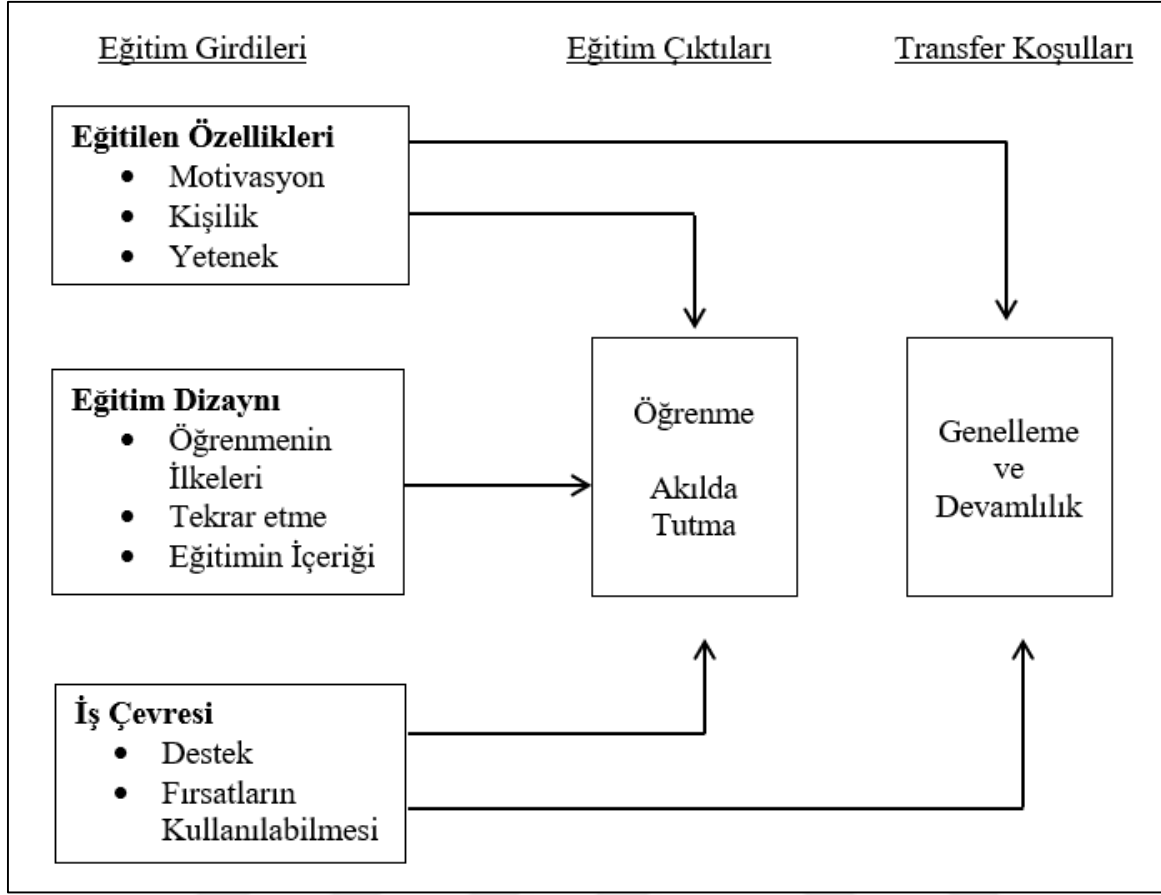 Eğitim Girdileri
Eğitim Çıktıları
Transfer Koşulları
Eğitilen Özellikleri
• Motivasyon
• Kişilik
• Yetenek
Eğitim Dizaynı
• Öğrenmenin
İlkeleri
• Tekrar etme
• Eğitimin İçeriği
Öğrenme
Akılda
Tutma
Genelleme
ve
Devamlılık
İş Çevresi
• Destek
• Fırsatların
Kullanılabilmesi